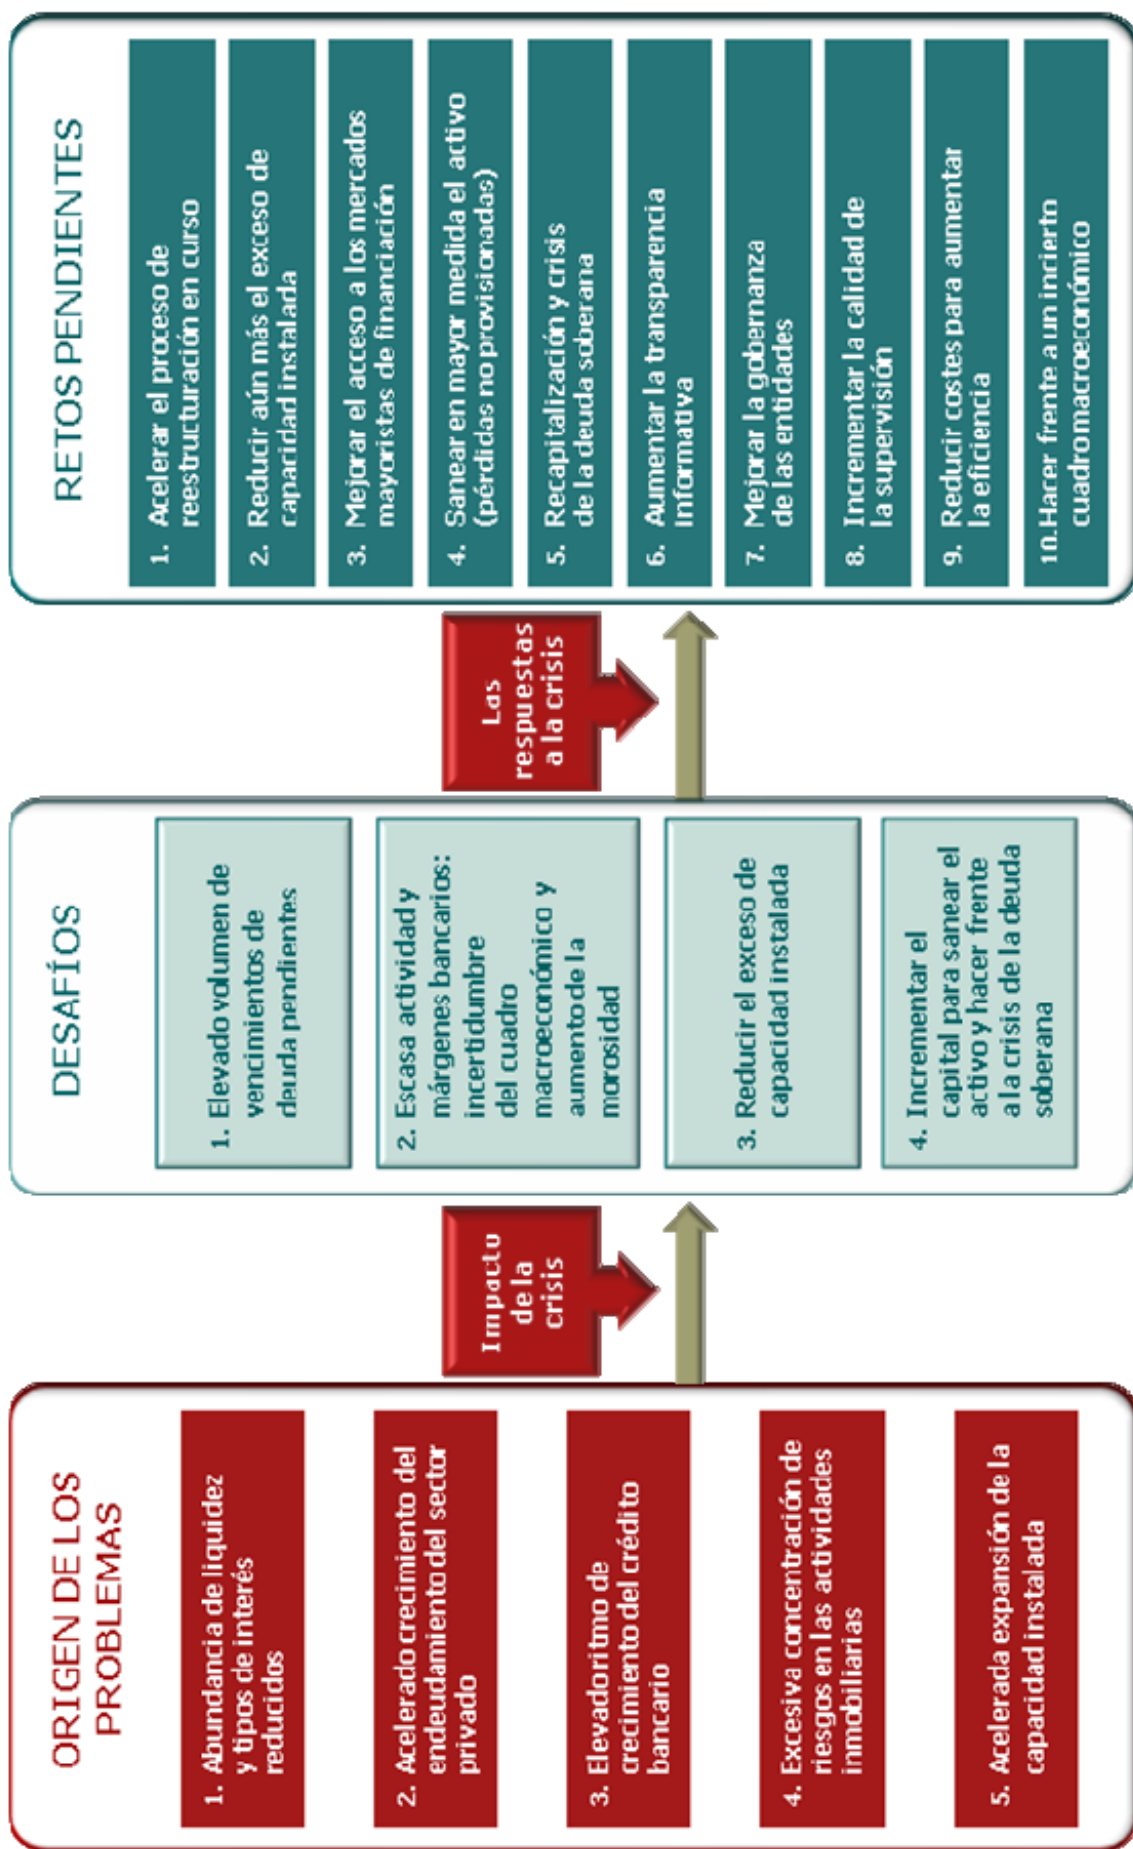 ORIGEN DE LOS
PROBLEMAS
1. Abundancia de liquidez
y tipos de interés
reducidos
2. Acelerado crecimiento del
endeudamiento del sector
privado
3. Elevado ritmo de
crecimiento del crédito
bancario
4. Excesiva concentración de
riesgos en las actividades
inmobiliarias
5. Acelerada expansión de la
capacidad instalada
Impacto
de la
crisis
DESAFÍOS
1. Elevado volumen de
vencimientos de
deuda pendientes
2. Escasa actividad y
márgenes bancarios:
incertidumbre
del cuadro
macroeconómico y
aumento de la
morosidad
3. Reducir el exceso de
capacidad instalada
4. Incrementar el
capital para sanear el
activo y hacer frente
a la crisis de la deuda
soberana
Las
respuestas
a la crisis
RETOS PENDIENTES
1. Acelerar el proceso de
reestructuración en curso
2. Reducir aún más el exceso de
capacidad instalada
3. Mejorar el acceso a los mercados
mayoristas de financiación
4. Sanear en mayor medida el activo
(pérdidas no provisionadas)
5. Recapitalización y crisis
de la deuda soberana
6. Aumentar la transparencia
informativa
7. Mejorar la gobernanza
de las entidades
8. Incrementar la calidad de
la supervisión
9. Reducir costes para aumentar
la eficiencia
10.Hacer frente a un incierto
cuadro macroeconómico